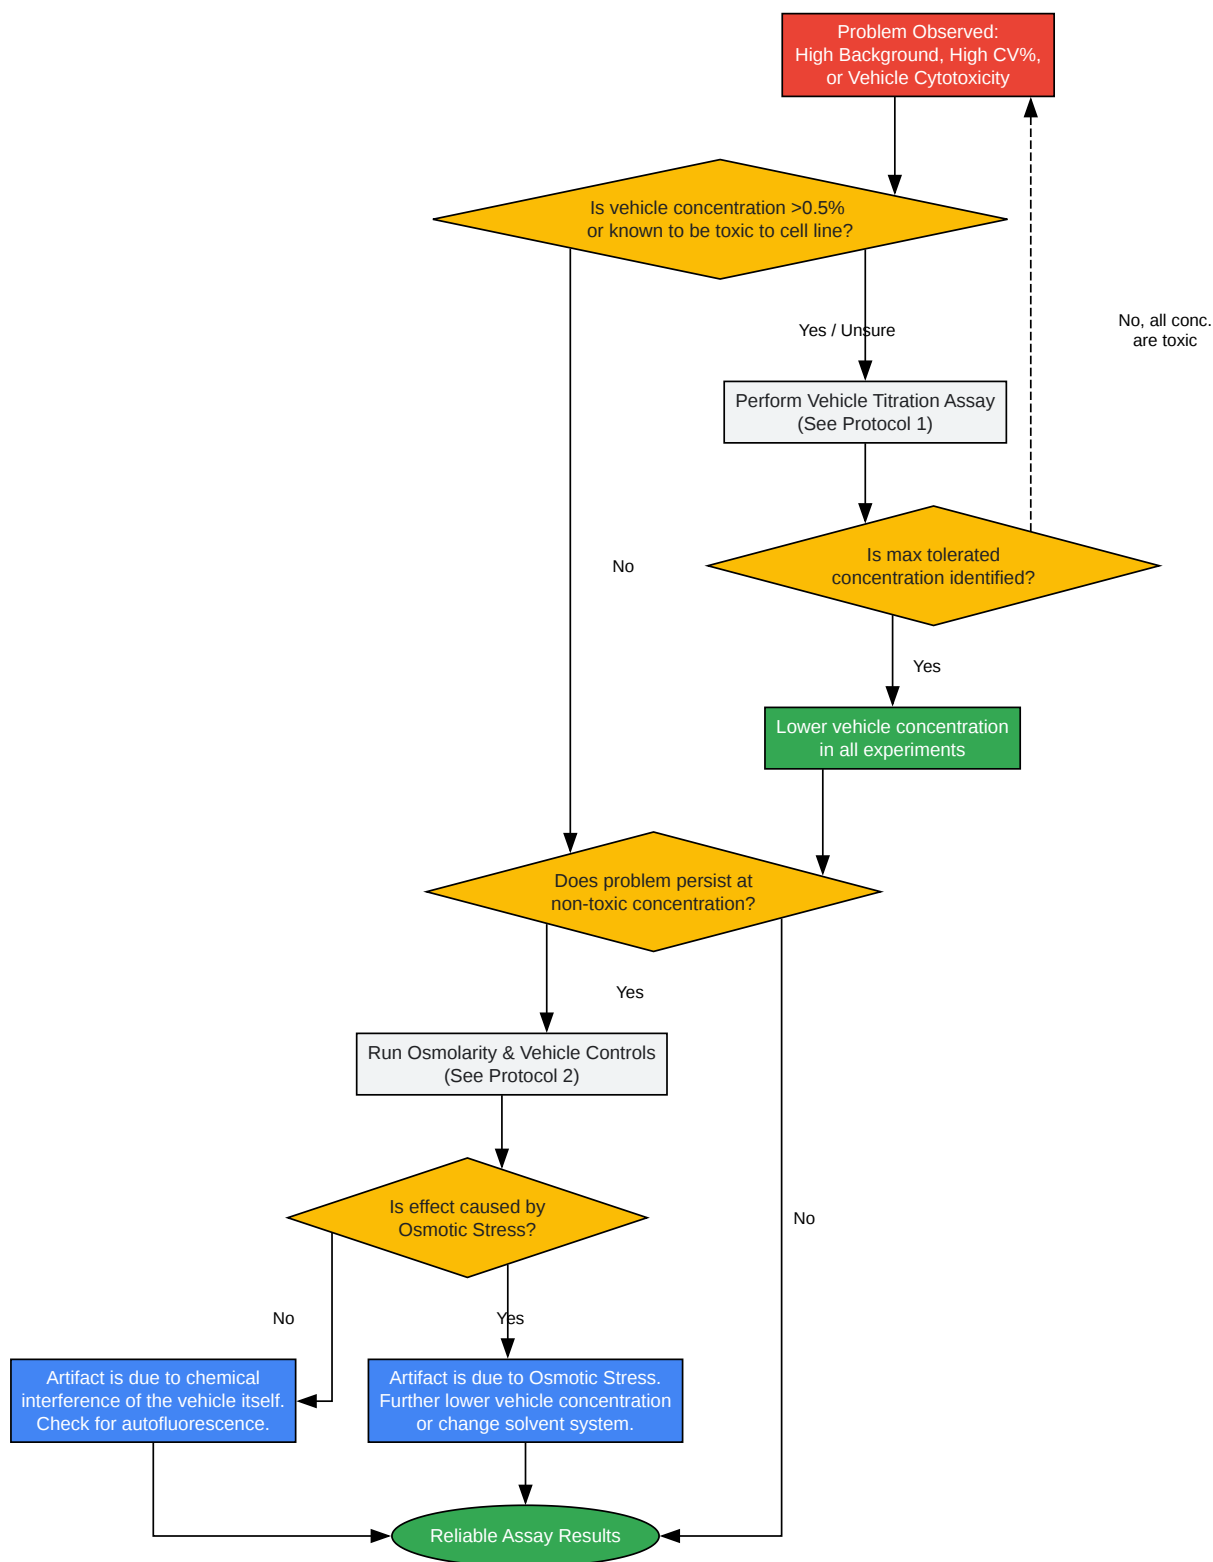 Problem Observed:
High Background, High CV%,
or Vehicle Cytotoxicity
Is vehicle concentration >0.5%
or known to be toxic to cell line?
Yes / Unsure
No, all conc.
are toxic
Perform Vehicle Titration Assay
(See Protocol 1)
Is max tolerated
concentration identified?
No
Yes
Lower vehicle concentration
in all experiments
Does problem persist at
non-toxic concentration?
Yes
Run Osmolarity & Vehicle Controls
(See Protocol 2)
Is effect caused by
Osmotic Stress?
No
No
Yes
Artifact is due to chemical
interference of the vehicle itself.
Check for autofluorescence.
Artifact is due to Osmotic Stress.
Further lower vehicle concentration
or change solvent system.
Reliable Assay Results